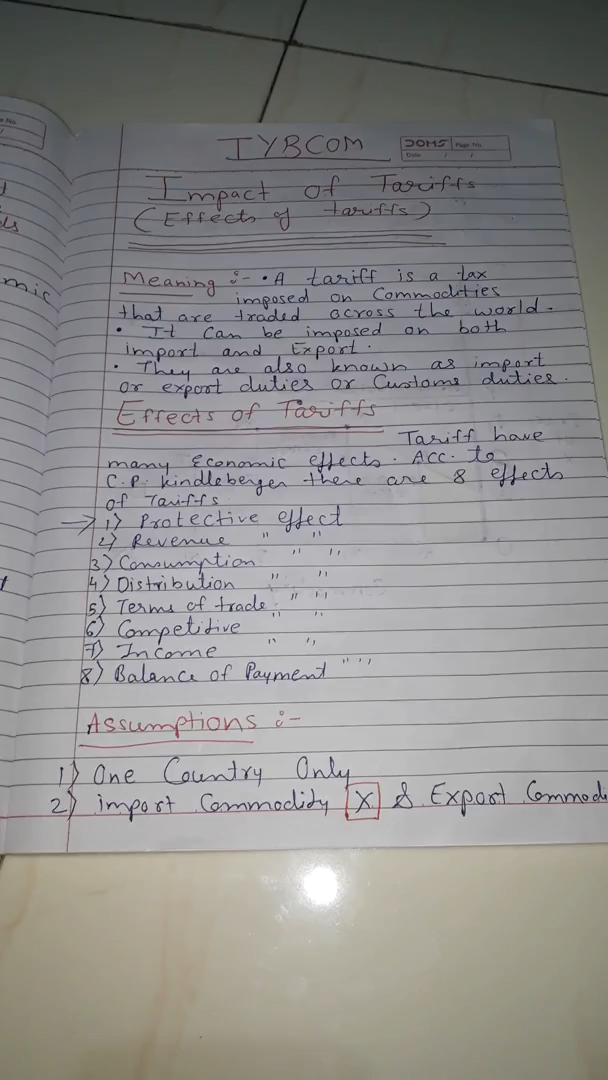 TYBCOM
DOMS Page No.
Date / /
Impact of Tariffs
(Effects of tariffs)
Meaning :- • A tariff is a tax
imposed on Commodities
that are traded across the world.
• It can be imposed on both
import and Export.
• They are also known as import
or export duties or Customs duties.
Effects of Tariffs
Tariff have
many Economic effects. Acc. to
C.P. kindleberger there are 8 effects
of Tariffs
→ 1) Protective effect
2) Revenue " "
3) Consumption " "
4) Distribution " "
5) Terms of trade " "
6) Competitive " "
7) Income " "
8) Balance of Payment " "
Assumptions :-
1) One Country Only
2) import Commodity X & Export Commod